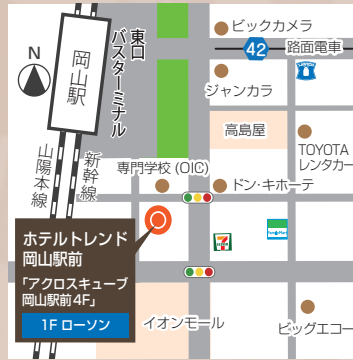 ビックカメラ
N
東口
バスターミナル
42
路面電車
岡山駅
LAWSON
ジャンカラ
高島屋
TOYOTA
レンタカー
山陽本線
新幹線
専門学校(OIC)
ドン・キホーテ
ホテルトレンド
岡山駅前
「アクロスキューブ
岡山駅前4F」
1F ローソン
7
FamilyMart
イオンモール
ビッグエコー